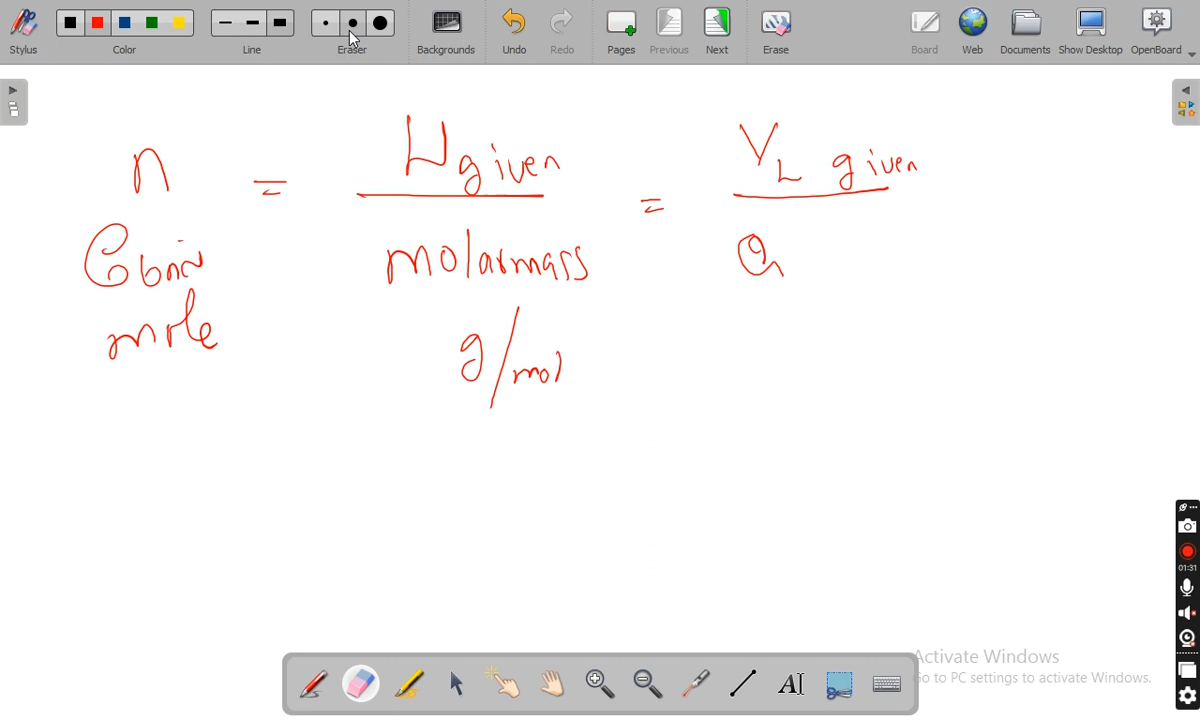 Stylus Color Line Eraser Backgrounds Undo Redo Pages Previous Next Erase Board Web Documents Show Desktop OpenBoard
n = Wgiven / molarmass = VL given
mole
g/mol
01:31
Activate Windows
Go to PC settings to activate Windows.